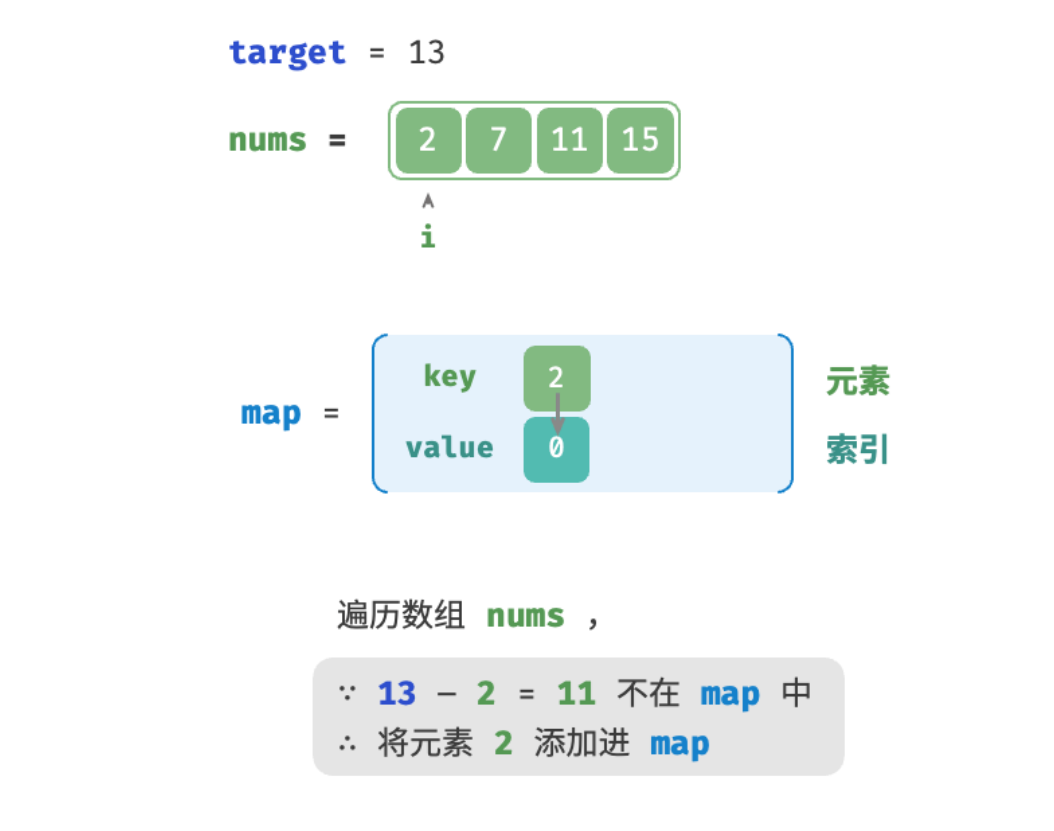 target = 13
nums = 2 7 11 15
i
key 2 元素
map =
value 0 索引
遍历数组 nums ，
∵ 13 − 2 = 11 不在 map 中
∴ 将元素 2 添加进 map